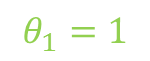 θ₁ = 1